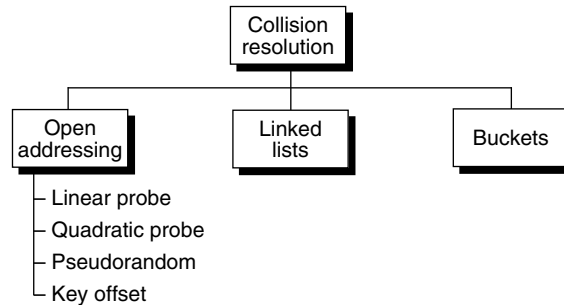 Collision
resolution
Open
addressing
Linked
lists
Buckets
Linear probe
Quadratic probe
Pseudorandom
Key offset